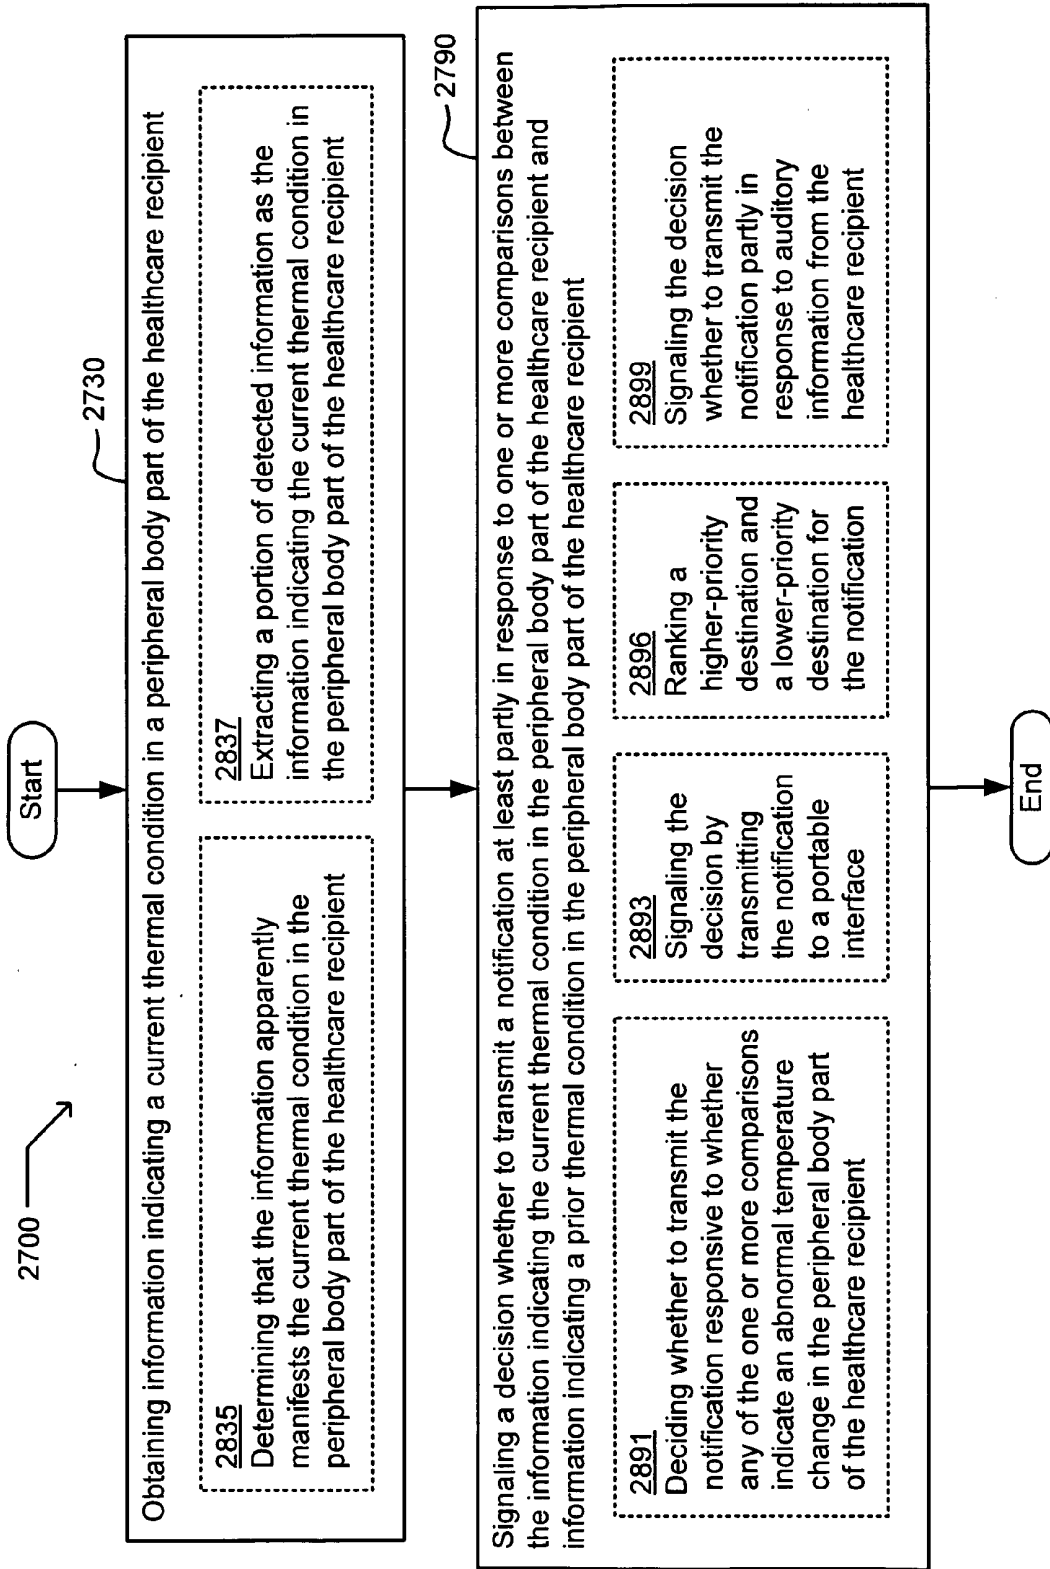 2700
Start
2730
Obtaining information indicating a current thermal condition in a peripheral body part of the healthcare recipient
2835
Determining that the information apparently
manifests the current thermal condition in the
peripheral body part of the healthcare recipient
2837
Extracting a portion of detected information as the
information indicating the current thermal condition in
the peripheral body part of the healthcare recipient
2790
Signaling a decision whether to transmit a notification at least partly in response to one or more comparisons between
the information indicating the current thermal condition in the peripheral body part of the healthcare recipient and
information indicating a prior thermal condition in the peripheral body part of the healthcare recipient
2891
Deciding whether to transmit the
notification responsive to whether
any of the one or more comparisons
indicate an abnormal temperature
change in the peripheral body part
of the healthcare recipient
2893
Signaling the
decision by
transmitting
the notification
to a portable
interface
2896
Ranking a
higher-priority
destination and
a lower-priority
destination for
the notification
2899
Signaling the decision
whether to transmit the
notification partly in
response to auditory
information from the
healthcare recipient
End